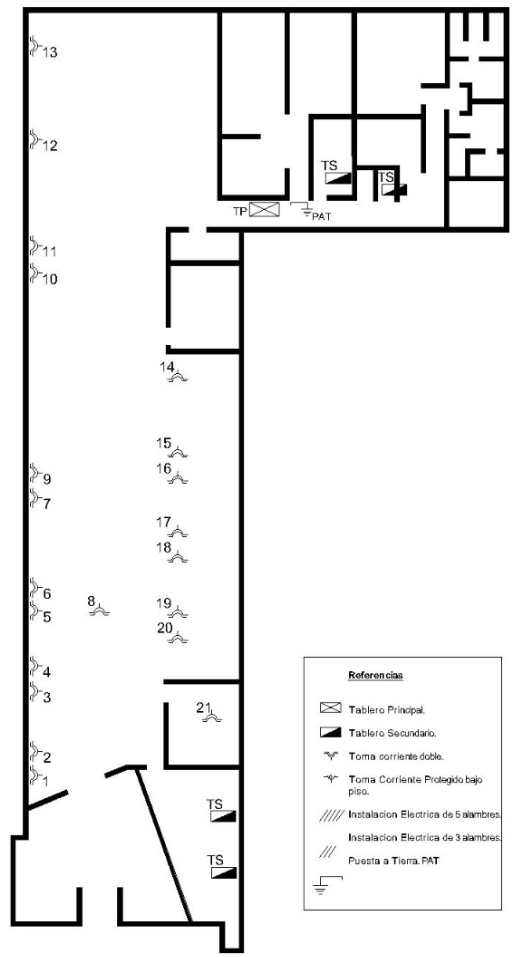 13
12
TS
TS
TP
PAT
11
10
14
15
16
9
7
17
18
6
8
5
19
20
4
3
21
2
1
TS
TS
Referencias
Tablero Principal.
Tablero Secundario.
Toma corriente doble.
Toma Corriente Protegido bajo
piso.
Instalacion Electrica de 5 alambres.
Instalacion Electrica de 3 alambres.
Puesta a Tierra. PAT